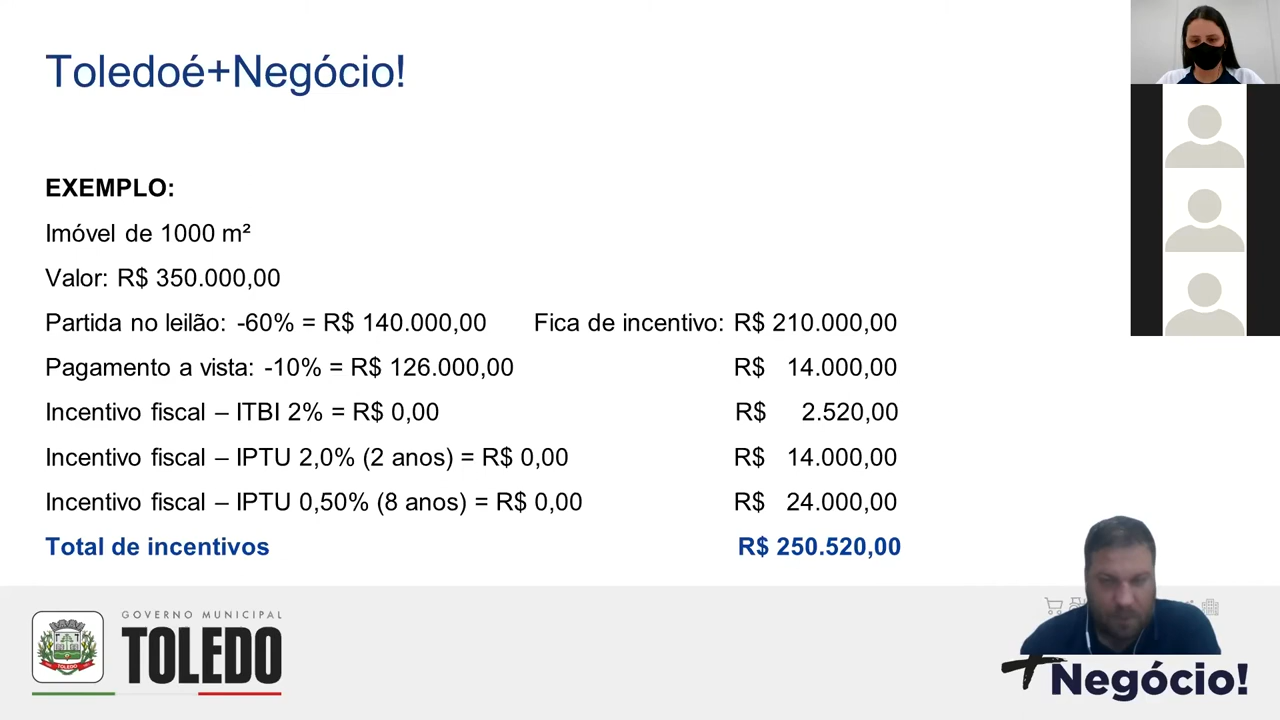 Toledoé+Negócio!
EXEMPLO:
Imóvel de 1000 m²
Valor: R$ 350.000,00
Partida no leilão: -60% = R$ 140.000,00 Fica de incentivo: R$ 210.000,00
Pagamento a vista: -10% = R$ 126.000,00 R$ 14.000,00
Incentivo fiscal – ITBI 2% = R$ 0,00 R$ 2.520,00
Incentivo fiscal – IPTU 2,0% (2 anos) = R$ 0,00 R$ 14.000,00
Incentivo fiscal – IPTU 0,50% (8 anos) = R$ 0,00 R$ 24.000,00
Total de incentivos R$ 250.520,00
GOVERNO MUNICIPAL
TOLEDO
TOLEDO
+Negócio!